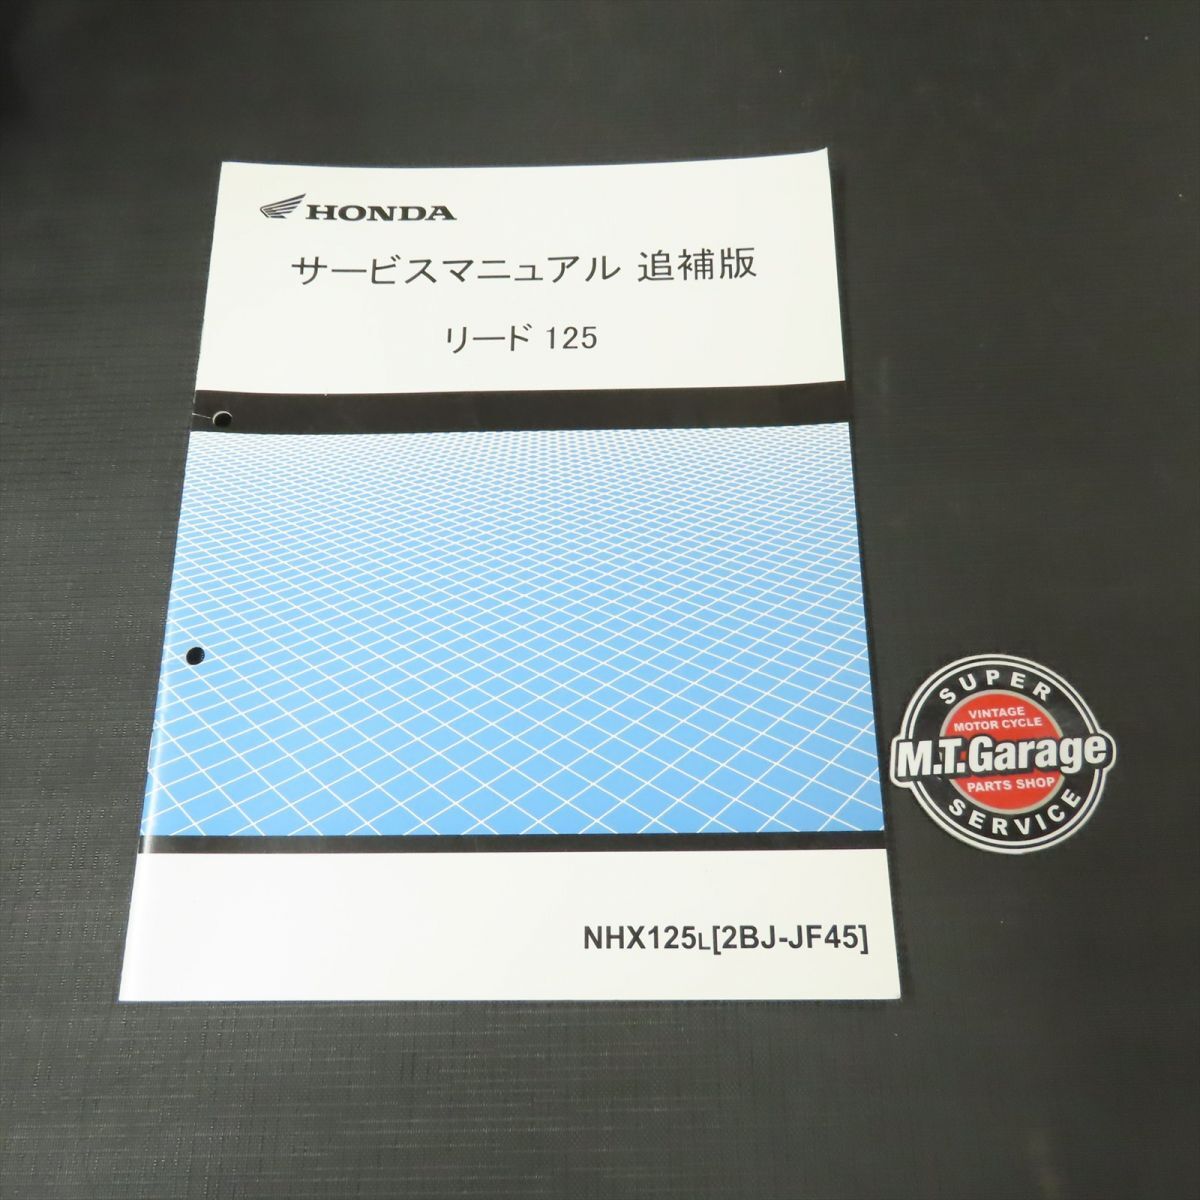 HONDA
サービスマニュアル 追補版
リード 125
NHX125L[2BJ-JF45]
SUPER
VINTAGE
MOTOR CYCLE
M.T.Garage
PARTS SHOP
SERVICE